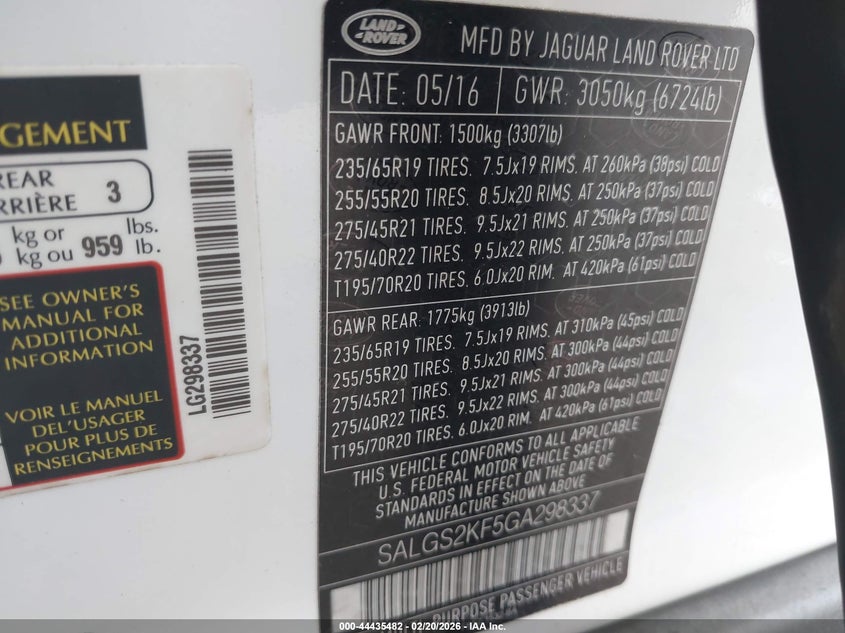 GEMENT
REAR
RRIÈRE 3
kg or lbs.
kg ou 959 lb.
SEE OWNER'S
MANUAL FOR
ADDITIONAL
INFORMATION
VOIR LE MANUEL
DEL'USAGER
POUR PLUS DE
RENSEIGNEMENTS
LG298337
LAND ROVER
MFD BY JAGUAR LAND ROVER LTD
DATE: 05/16 GWR: 3050kg (6724lb)
GAWR FRONT: 1500kg (3307lb)
235/65R19 TIRES. 7.5Jx19 RIMS. AT 260kPa (38psi) COLD
255/55R20 TIRES. 8.5Jx20 RIMS. AT 250kPa (37psi) COLD
275/45R21 TIRES. 9.5Jx21 RIMS. AT 250kPa (37psi) COLD
275/40R22 TIRES. 9.5Jx22 RIMS. AT 250kPa (37psi) COLD
T195/70R20 TIRES. 6.0Jx20 RIM. AT 420kPa (61psi) COLD
GAWR REAR: 1775kg (3913lb)
235/65R19 TIRES. 7.5Jx19 RIMS. AT 310kPa (45psi) COLD
255/55R20 TIRES. 8.5Jx20 RIMS. AT 300kPa (44psi) COLD
275/45R21 TIRES. 9.5Jx21 RIMS. AT 300kPa (44psi) COLD
275/40R22 TIRES. 9.5Jx22 RIMS. AT 300kPa (44psi) COLD
T195/70R20 TIRES. 6.0Jx20 RIM. AT 420kPa (61psi) COLD
THIS VEHICLE CONFORMS TO ALL APPLICABLE
U.S. FEDERAL MOTOR VEHICLE SAFETY
STANDARDS IN EFFECT ON THE DATE OF
MANUFACTURE SHOWN ABOVE
SALGS2KF5GA298337
PURPOSE PASSENGER VEHICLE
000-44435482 - 02/20/2026 - IAA Inc.